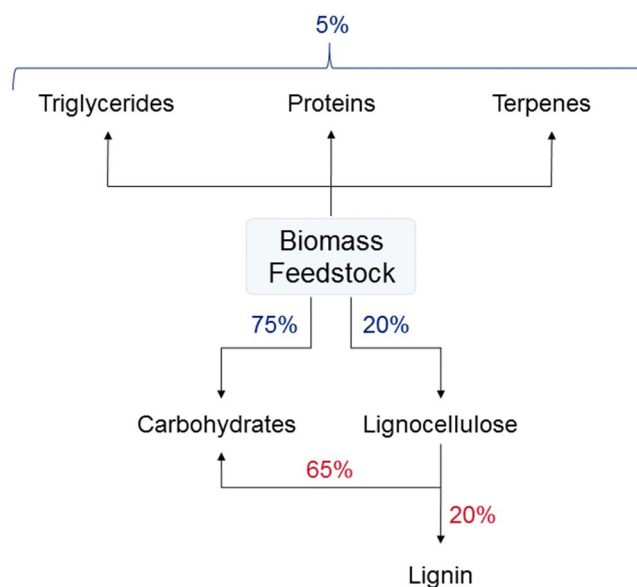 5%
Triglycerides Proteins Terpenes
Biomass
Feedstock
75% 20%
Carbohydrates Lignocellulose
65%
20%
Lignin